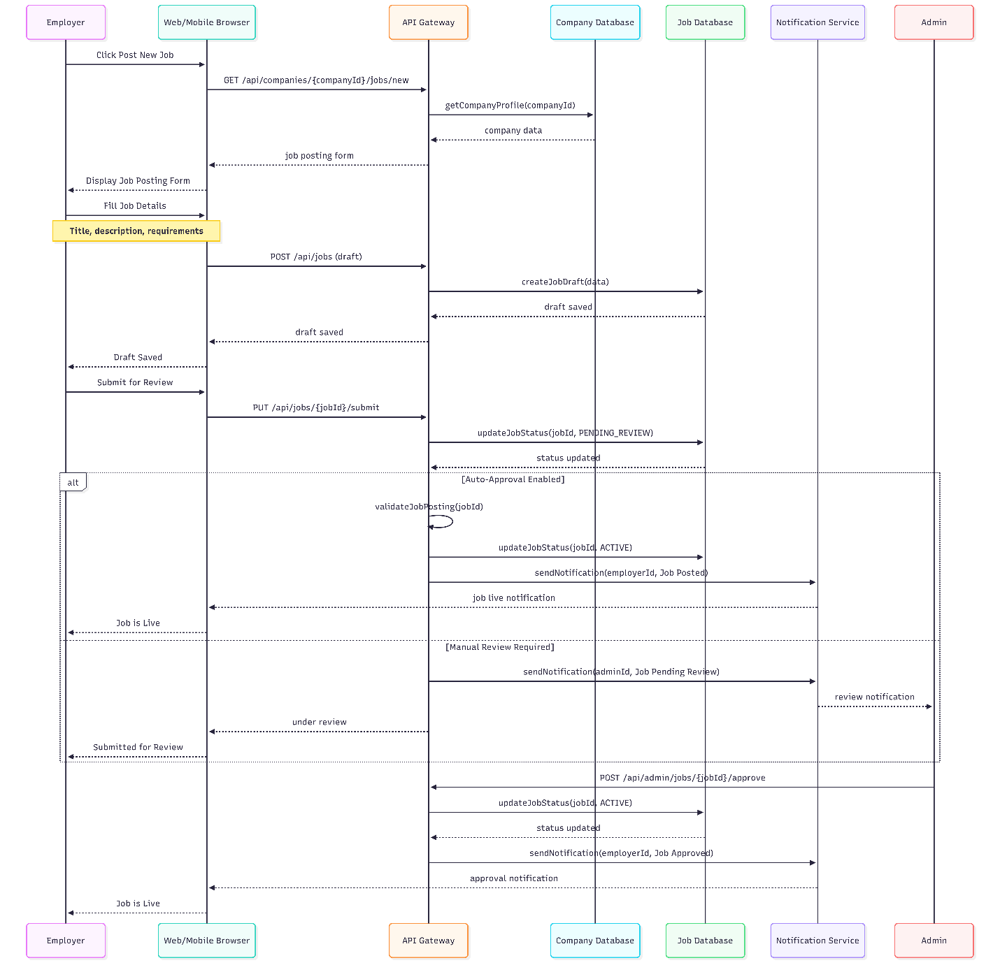 Employer
Web/Mobile Browser
API Gateway
Company Database
Job Database
Notification Service
Admin
Click Post New Job
GET /api/companies/{companyId}/jobs/new
getCompanyProfile(companyId)
company data
job posting form
Display Job Posting Form
Fill Job Details
Title, description, requirements
POST /api/jobs (draft)
createJobDraft(data)
draft saved
draft saved
Draft Saved
Submit for Review
PUT /api/jobs/{jobId}/submit
updateJobStatus(jobId, PENDING_REVIEW)
status updated
alt
[Auto-Approval Enabled]
validateJobPosting(jobId)
updateJobStatus(jobId, ACTIVE)
sendNotification(employerId, Job Posted)
job live notification
Job is Live
[Manual Review Required]
sendNotification(adminId, Job Pending Review)
review notification
under review
Submitted for Review
POST /api/admin/jobs/{jobId}/approve
updateJobStatus(jobId, ACTIVE)
status updated
sendNotification(employerId, Job Approved)
approval notification
Job is Live
Employer
Web/Mobile Browser
API Gateway
Company Database
Job Database
Notification Service
Admin